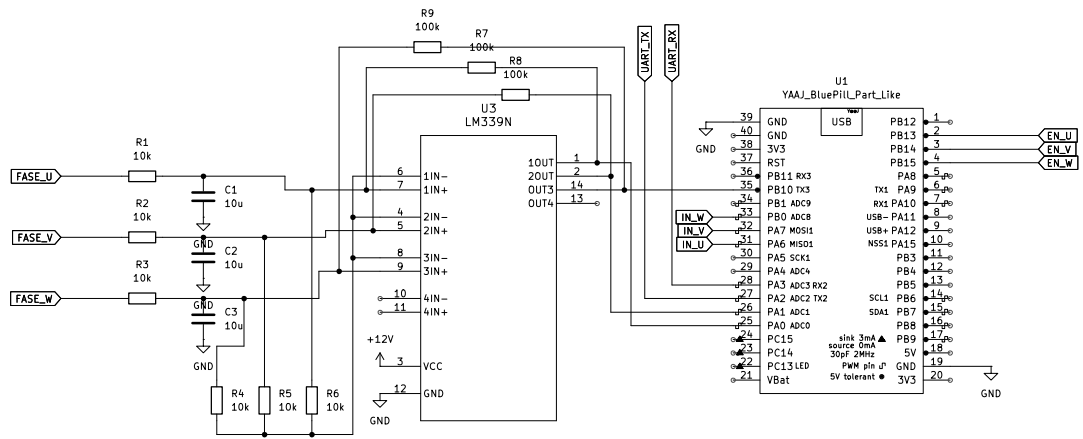 R9
100k
R7
100k
R8
100k
UART_TX
UART_RX
U3
LM339N
U1
YAAJ_BluePill_Part_Like
YaaJ
USB
R1
10k
FASE_U
C1
10u
GND
R2
10k
FASE_V
C2
10u
GND
R3
10k
FASE_W
C3
10u
GND
R4
10k
R5
10k
R6
10k
+12V
GND
6 1IN-
7 1IN+
4 2IN-
5 2IN+
8 3IN-
9 3IN+
10 4IN-
11 4IN+
3 VCC
12 GND
1OUT 1
2OUT 2
OUT3 14
OUT4 13
GND
IN_W
IN_V
IN_U
39 GND
40 GND
38 3V3
37 RST
36 PB11 RX3
35 PB10 TX3
34 PB1 ADC9
33 PB0 ADC8
32 PA7 MOSI1
31 PA6 MISO1
30 PA5 SCK1
29 PA4 ADC4
28 PA3 ADC3 RX2
27 PA2 ADC2 TX2
26 PA1 ADC1
25 PA0 ADC0
24 PC15
23 PC14
22 PC13 LED
21 VBat
PB12 1
PB13 2
PB14 3
PB15 4
PA8 5
TX1 PA9 6
RX1 PA10 7
USB- PA11 8
USB+ PA12 9
NSS1 PA15 10
PB3 11
PB4 12
PB5 13
SCL1 PB6 14
SDA1 PB7 15
PB8 16
PB9 17
5V 18
GND 19
3V3 20
sink 3mA
source 0mA
30pF 2MHz
PWM pin
5V tolerant
EN_U
EN_V
EN_W
GND